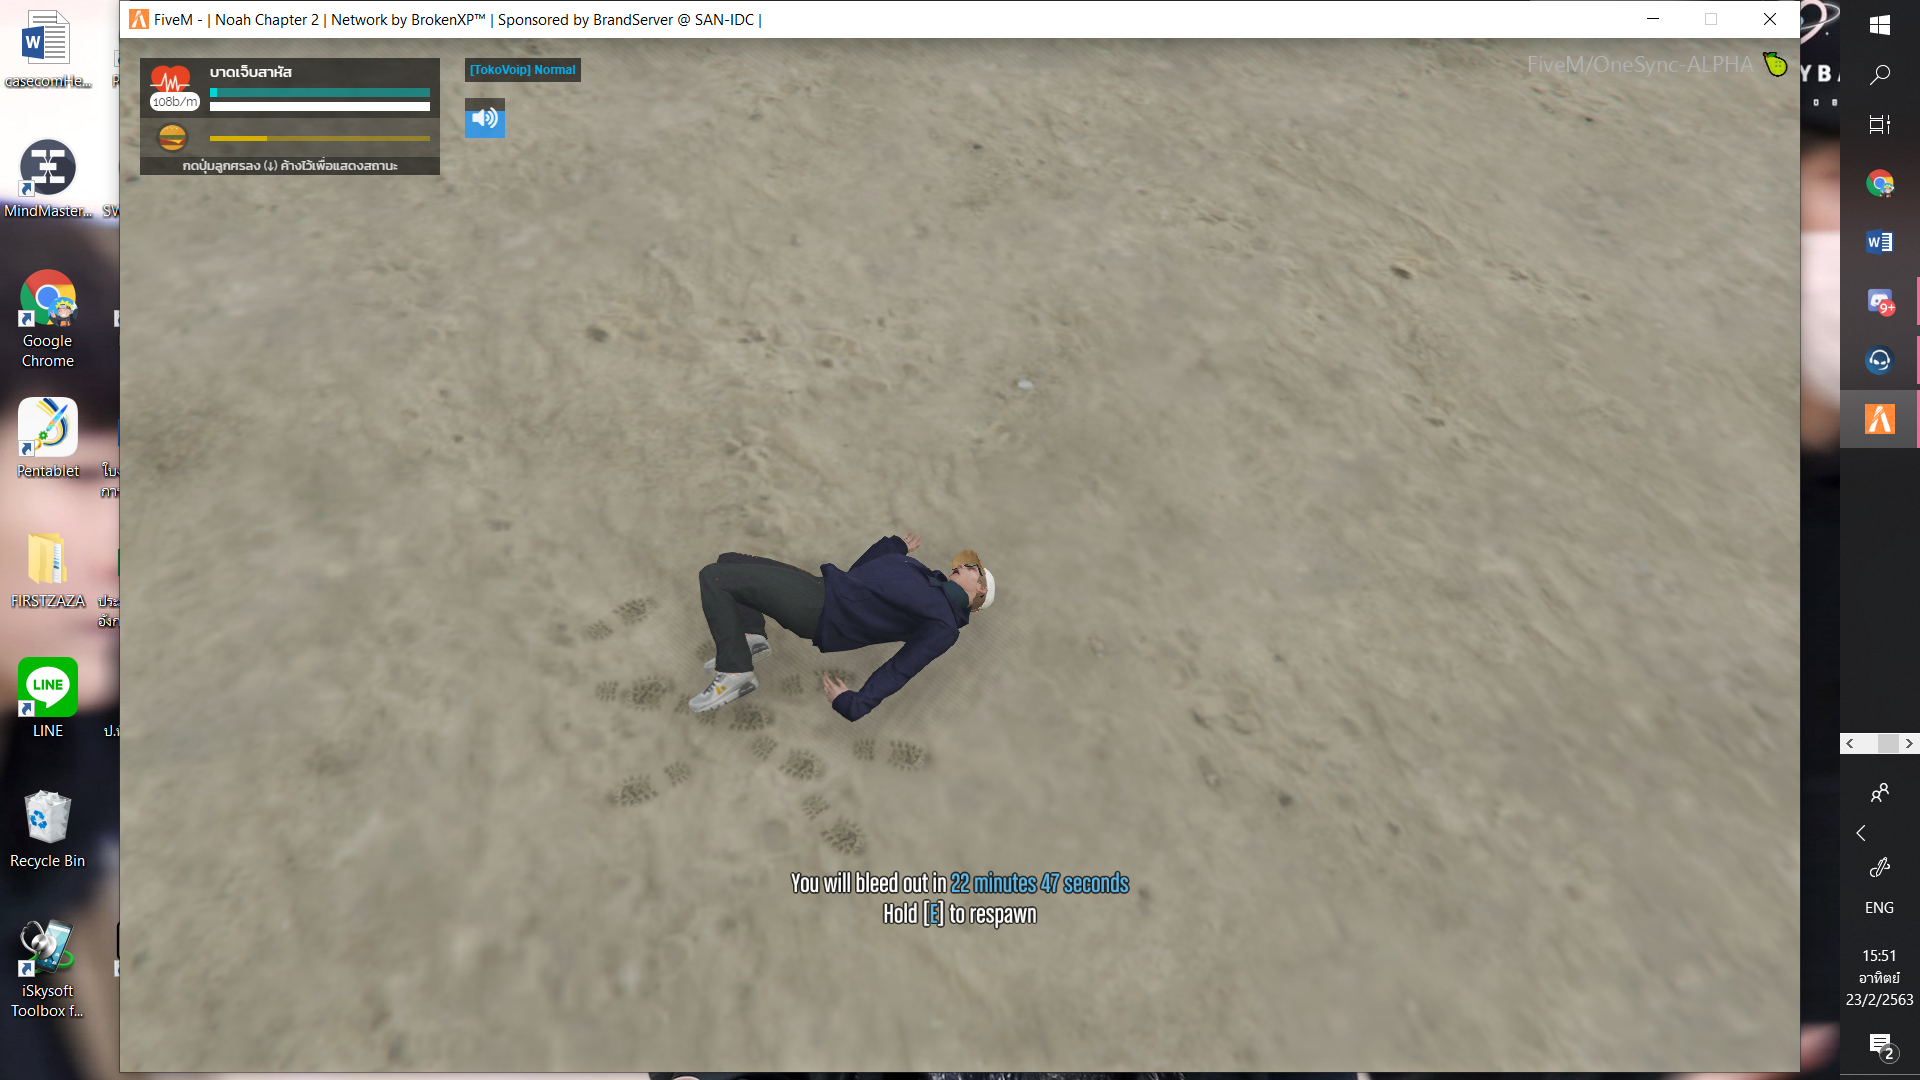 FiveM - | Noah Chapter 2 | Network by BrokenXP™ | Sponsored by BrandServer @ SAN-IDC |
บาดเจ็บสาหัส
108b/m
กดปุ่มลูกศรลง (↓) ค้างไว้เพื่อแสดงสถานะ
[TokoVoip] Normal
FiveM/OneSync-ALPHA
You will bleed out in 22 minutes 47 seconds
Hold [E] to respawn
casecomHe...
MindMaster...
SW
Google
Chrome
Pentablet
FIRSTZAZA
LINE
LINE
Recycle Bin
iSkysoft
Toolbox f...
YB
9+
ENG
15:51
อาทิตย์
23/2/2563
2